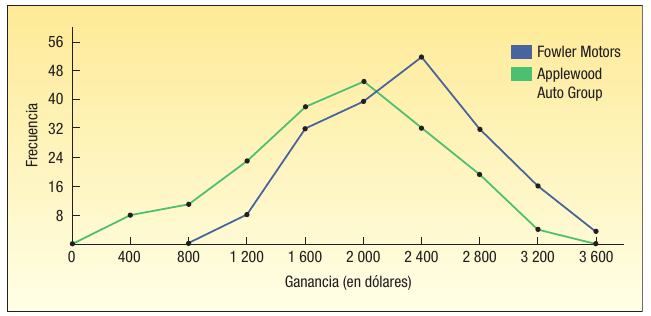 56
48
40
32
24
16
8
Frecuencia
Fowler Motors
Applewood
Auto Group
0 400 800 1 200 1 600 2 000 2 400 2 800 3 200 3 600
Ganancia (en dólares)